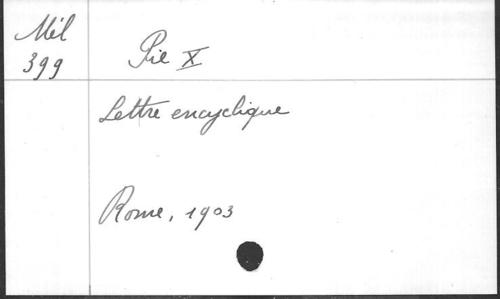 Mél
399
Pie X
Lettre encyclique
Rome, 1903